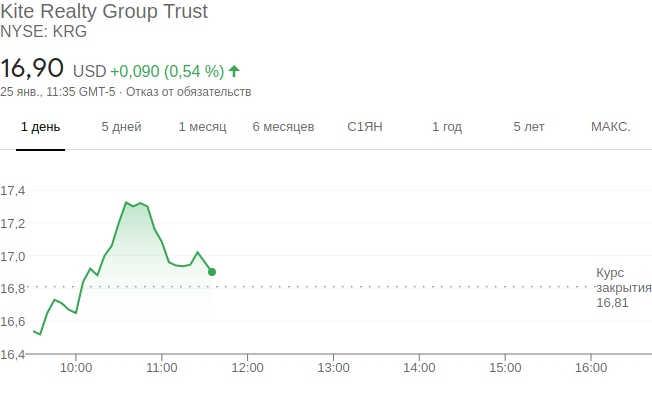 Kite Realty Group Trust
NYSE: KRG
16,90 USD +0,090 (0,54 %)
25 янв., 11:35 GMT-5 · Отказ от обязательств
1 день 5 дней 1 месяц 6 месяцев С1ЯН 1 год 5 лет МАКС.
17,4
17,2
17,0
16,8
16,6
16,4
Курс
закрытия
16,81
10:00 11:00 12:00 13:00 14:00 15:00 16:00